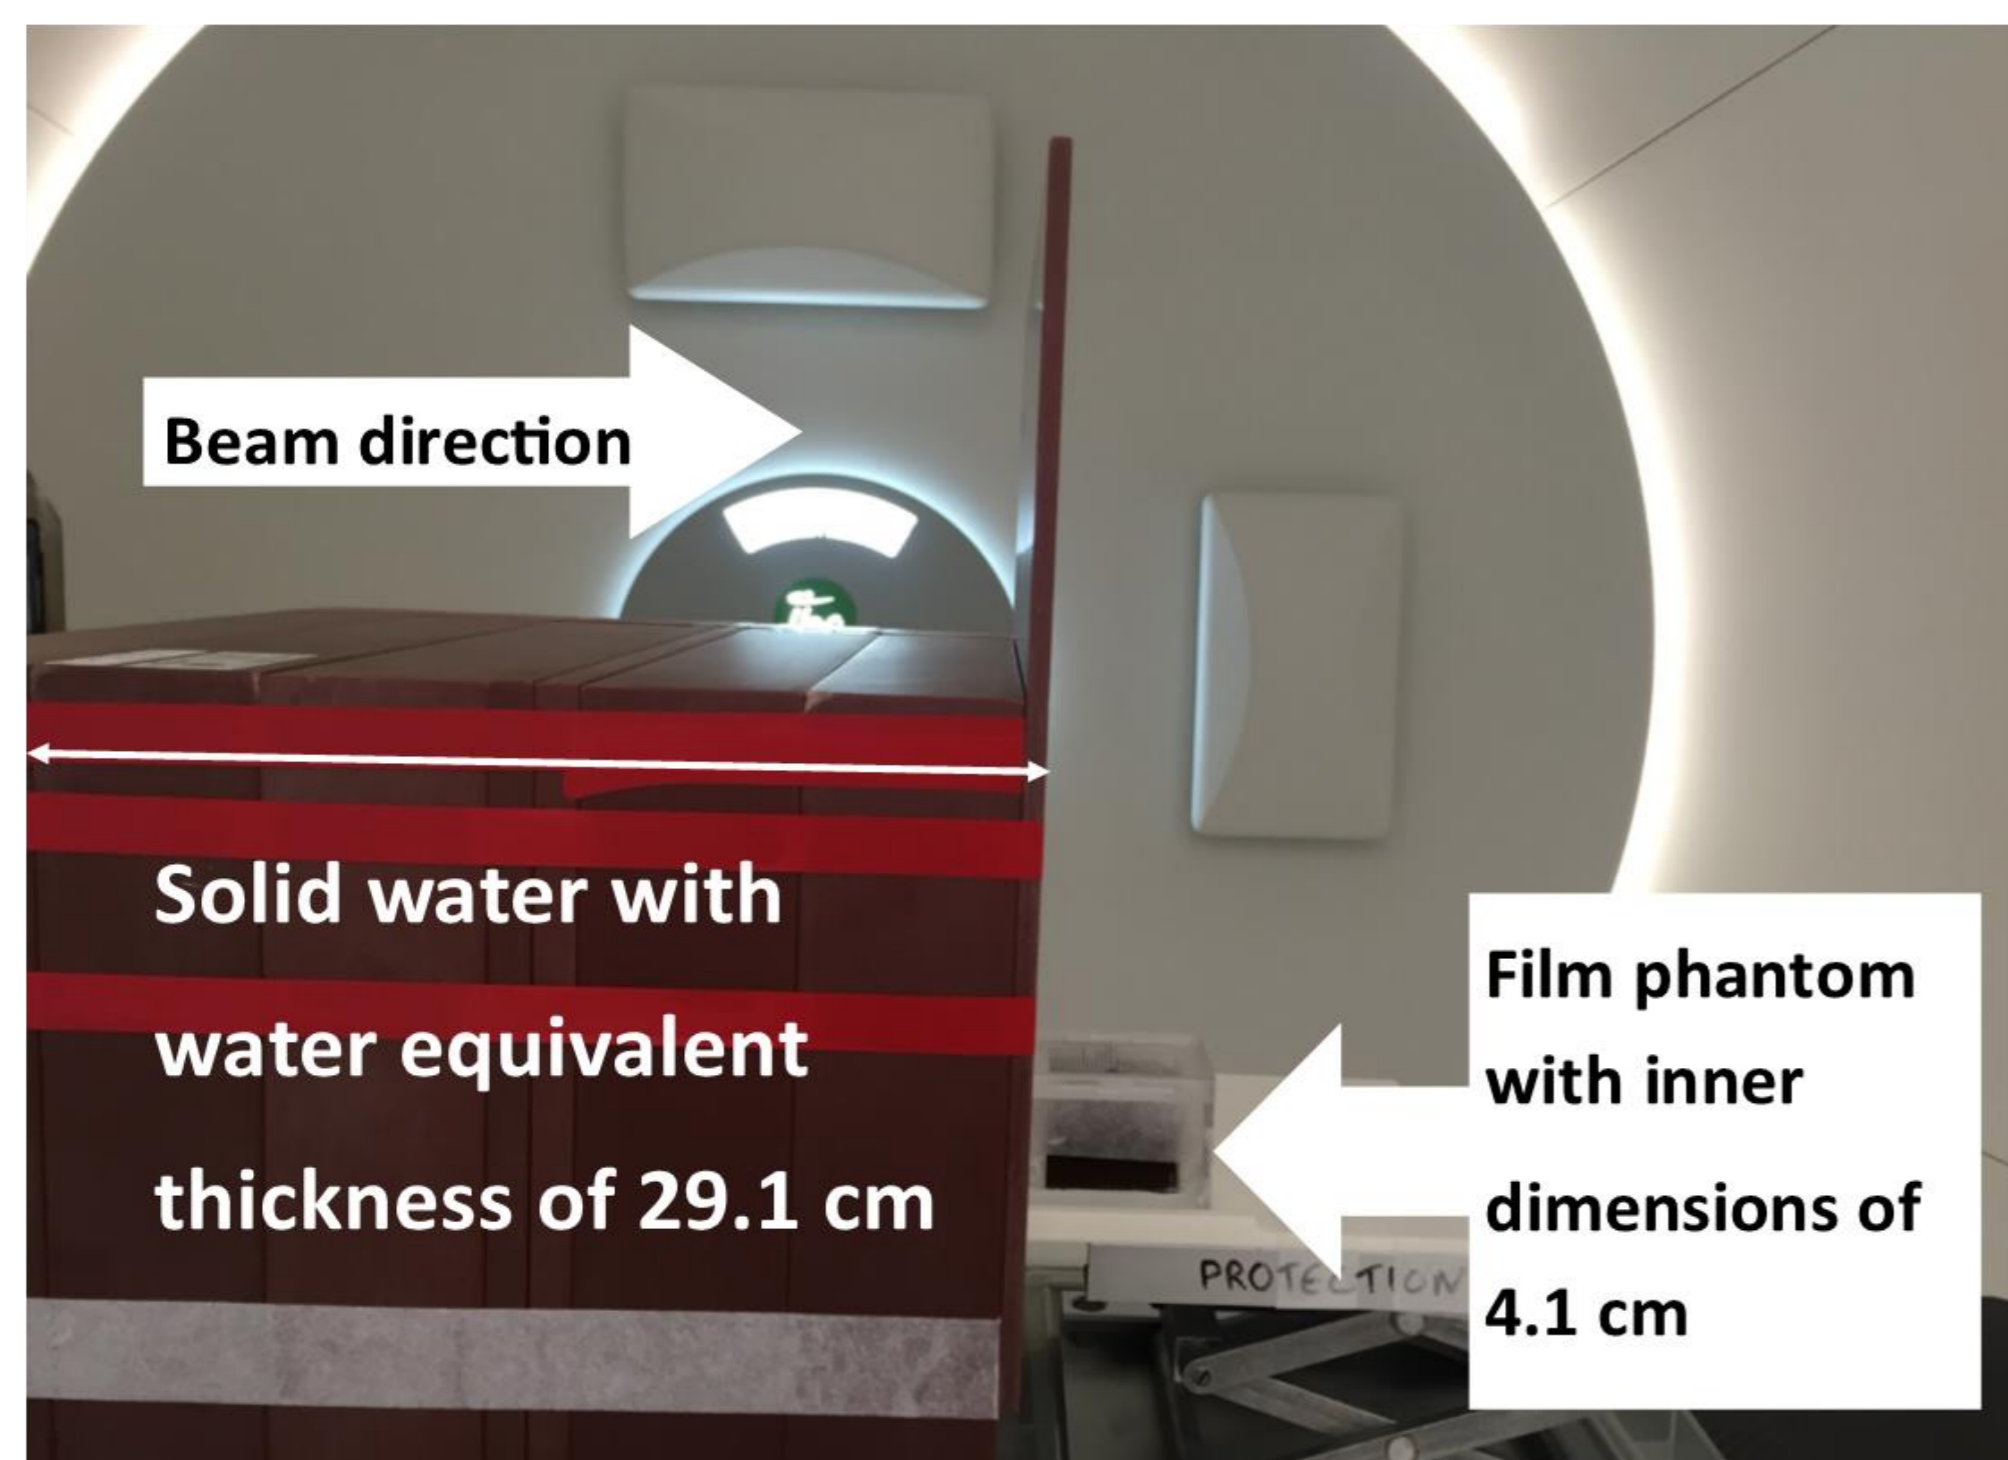 Beam direction
Solid water with
water equivalent
thickness of 29.1 cm
Film phantom
with inner
dimensions of
4.1 cm
PROTECTION